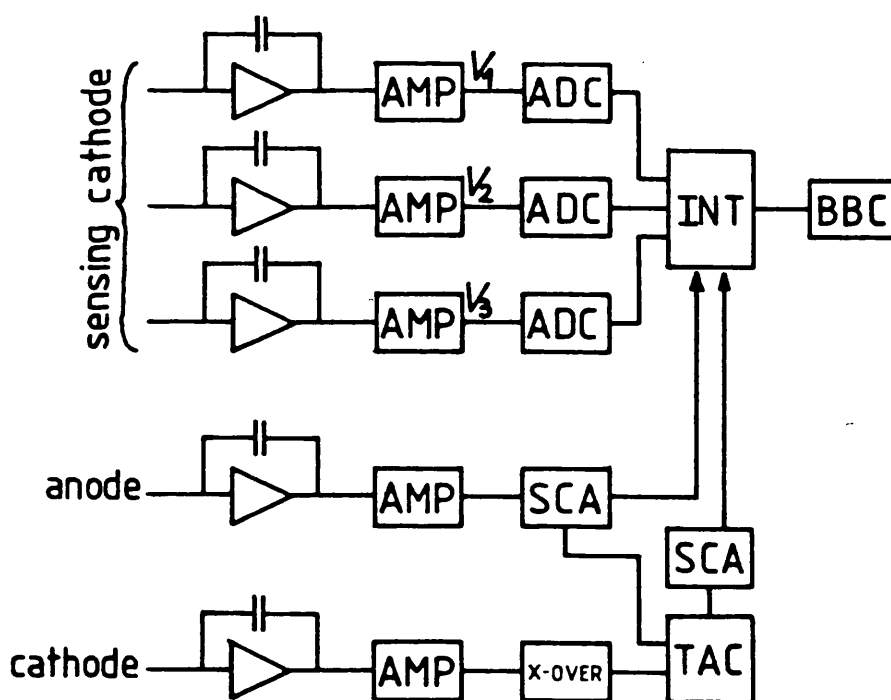 sensing cathode
AMP V1 ADC
AMP V2 ADC
AMP V3 ADC
INT BBC
anode AMP SCA
SCA
cathode AMP X-OVER TAC